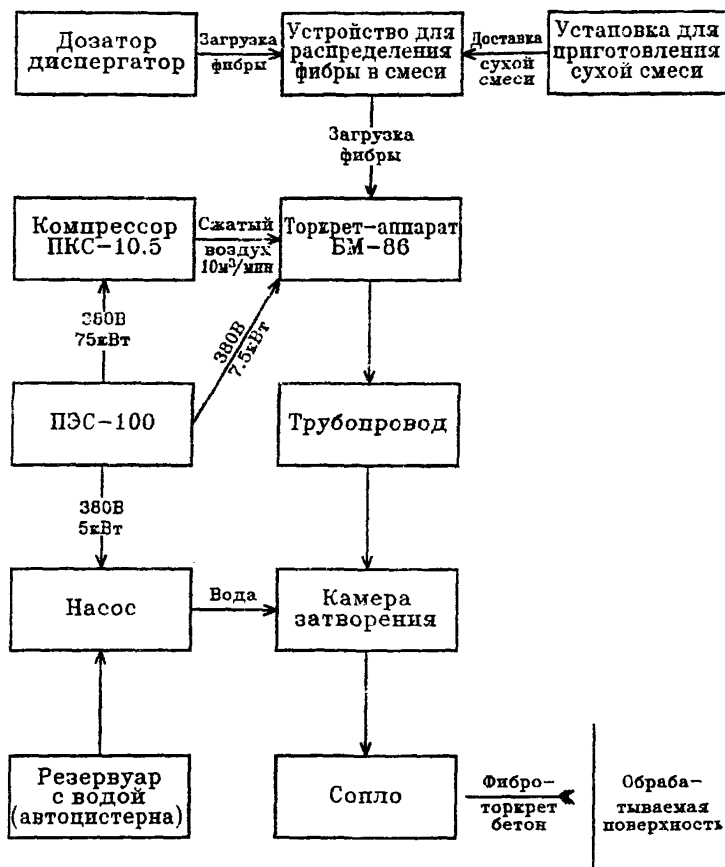 Дозатор
диспергатор
Загрузка
фибры
Устройство для
распределения
фибры в смеси
Доставка
сухой
смеси
Установка для
приготовления
сухой смеси
Загрузка
фибры
Компрессор
ПКС-10.5
Сжатый
воздух
10м³/мин
Торкрет-аппарат
БМ-86
380В
75кВт
380В
7.5кВт
ПЭС-100
Трубопровод
380В
5кВт
Насос
Вода
Камера
затворения
Резервуар
с водой
(автоцистерна)
Сопло
Фибро-
торкрет
бетон
Обраба-
тываемая
поверхность